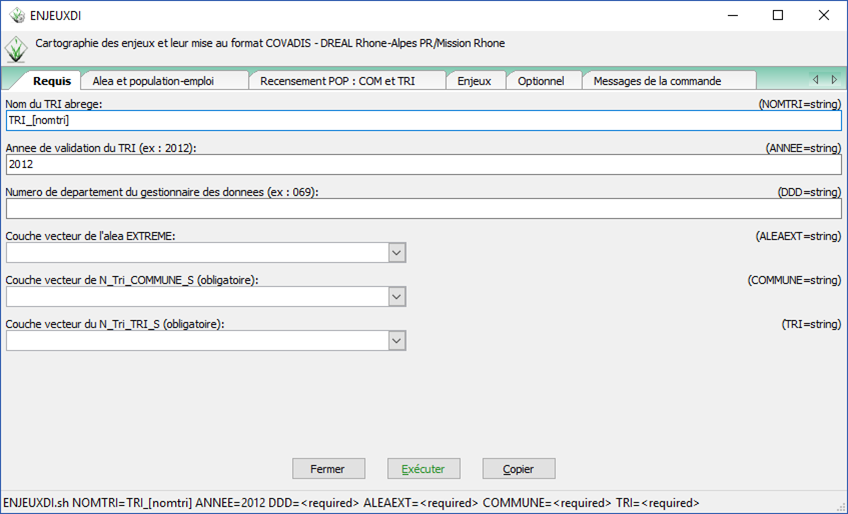 ENJEUXDI
Cartographie des enjeux et leur mise au format COVADIS - DREAL Rhone-Alpes PR/Mission Rhone
Requis Alea et population-emploi Recensement POP : COM et TRI Enjeux Optionnel Messages de la commande
Nom du TRI abrege: (NOMTRI=string)
TRI_[nomtri]
Annee de validation du TRI (ex : 2012): (ANNEE=string)
2012
Numero de departement du gestionnaire des donnees (ex : 069): (DDD=string)
Couche vecteur de l'alea EXTREME: (ALEAEXT=string)
Couche vecteur de N_Tri_COMMUNE_S (obligatoire): (COMMUNE=string)
Couche vecteur du N_Tri_TRI_S (obligatoire): (TRI=string)
Fermer Exécuter Copier
ENJEUXDI.sh NOMTRI=TRI_[nomtri] ANNEE=2012 DDD=<required> ALEAEXT=<required> COMMUNE=<required> TRI=<required>